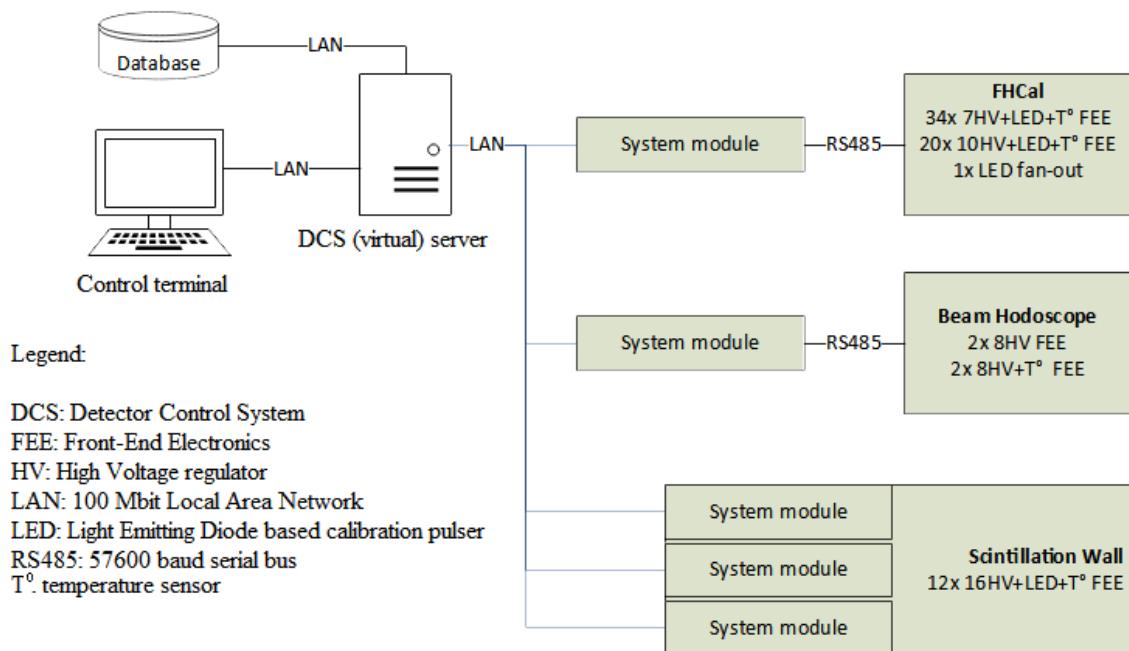 Database
LAN
LAN
LAN
DCS (virtual) server
Control terminal
System module
RS485
FHCal
34x 7HV+LED+T° FEE
20x 10HV+LED+T° FEE
1x LED fan-out
System module
RS485
Beam Hodoscope
2x 8HV FEE
2x 8HV+T° FEE
System module
System module
System module
Scintillation Wall
12x 16HV+LED+T° FEE
Legend:
DCS: Detector Control System
FEE: Front-End Electronics
HV: High Voltage regulator
LAN: 100 Mbit Local Area Network
LED: Light Emitting Diode based calibration pulser
RS485: 57600 baud serial bus
T⁰. temperature sensor